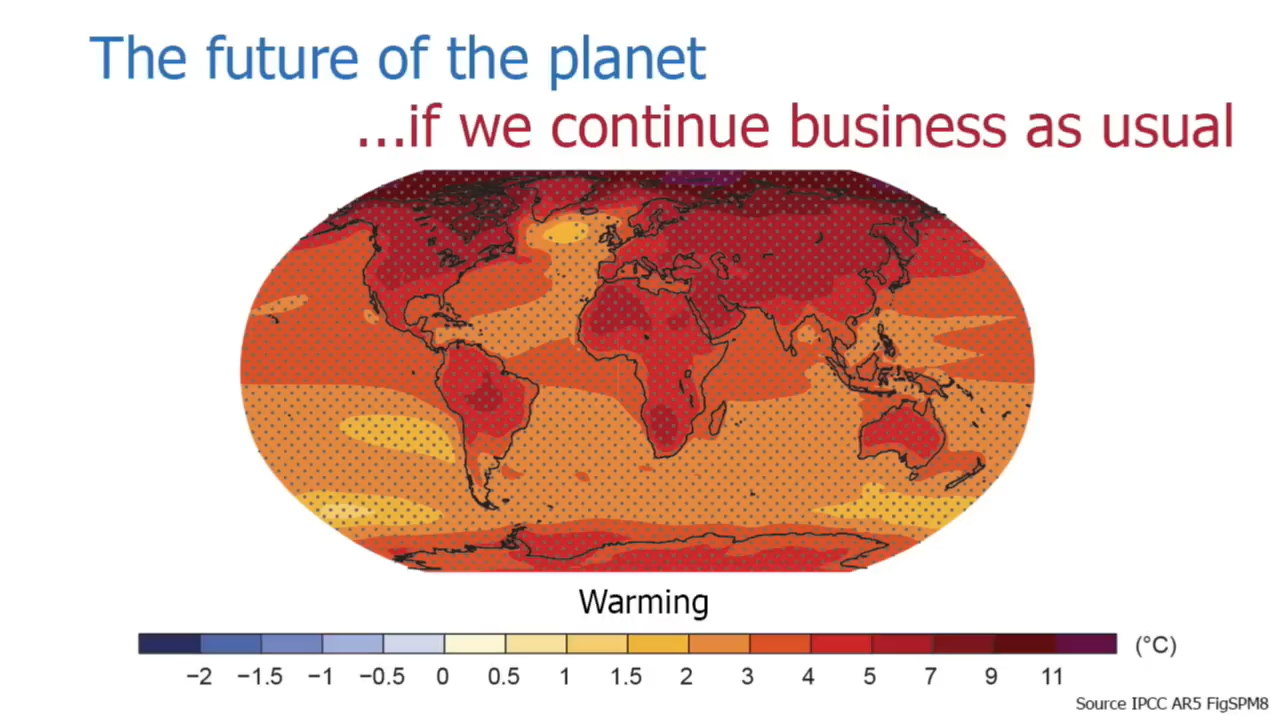 The future of the planet
...if we continue business as usual
Warming
(°C)
−2 −1.5 −1 −0.5 0 0.5 1 1.5 2 3 4 5 7 9 11
Source IPCC AR5 FigSPM8